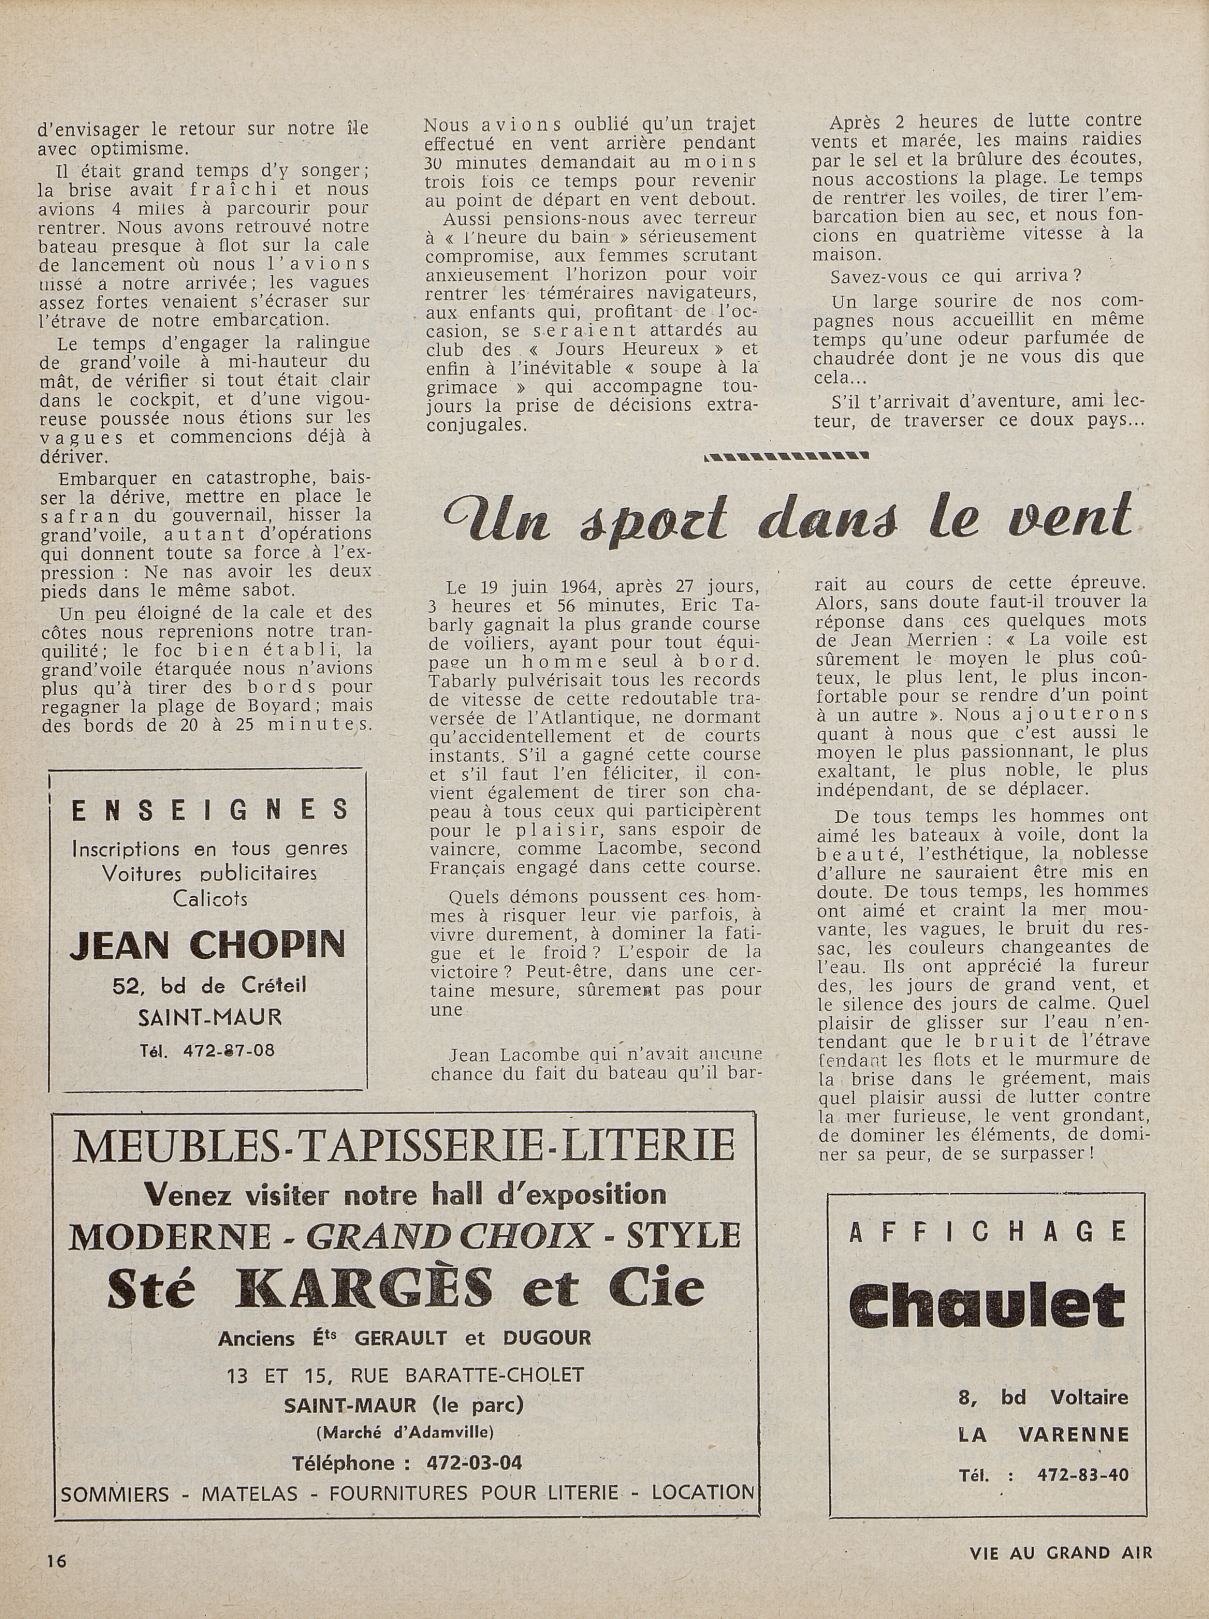 d'envisager le retour sur notre île
avec optimisme.
Il était grand temps d'y songer;
la brise avait fraîchi et nous
avions 4 miles à parcourir pour
rentrer. Nous avons retrouvé notre
bateau presque à flot sur la cale
de lancement où nous l'avions
hissé a notre arrivée; les vagues
assez fortes venaient s'écraser sur
l'étrave de notre embarcation.
Le temps d'engager la ralingue
de grand'voile à mi-hauteur du
mât, de vérifier si tout était clair
dans le cockpit, et d'une vigou-
reuse poussée nous étions sur les
vagues et commencions déjà à
dériver.
Embarquer en catastrophe, bais-
ser la dérive, mettre en place le
safran du gouvernail, hisser la
grand'voile, autant d'opérations
qui donnent toute sa force à l'ex-
pression : Ne nas avoir les deux
pieds dans le même sabot.
Un peu éloigné de la cale et des
côtes nous reprenions notre tran-
quilité; le foc bien établi, la
grand'voile étarquée nous n'avions
plus qu'à tirer des bords pour
regagner la plage de Boyard; mais
des bords de 20 à 25 minutes.
Nous avions oublié qu'un trajet
effectué en vent arrière pendant
30 minutes demandait au moins
trois fois ce temps pour revenir
au point de départ en vent debout.
Aussi pensions-nous avec terreur
à « l'heure du bain » sérieusement
compromise, aux femmes scrutant
anxieusement l'horizon pour voir
rentrer les téméraires navigateurs,
aux enfants qui, profitant de l'oc-
casion, se seraient attardés au
club des « Jours Heureux » et
enfin à l'inévitable « soupe à la
grimace » qui accompagne tou-
jours la prise de décisions extra-
conjugales.
Après 2 heures de lutte contre
vents et marée, les mains raidies
par le sel et la brûlure des écoutes,
nous accostions la plage. Le temps
de rentrer les voiles, de tirer l'em-
barcation bien au sec, et nous fon-
cions en quatrième vitesse à la
maison.
Savez-vous ce qui arriva?
Un large sourire de nos com-
pagnes nous accueillit en même
temps qu'une odeur parfumée de
chaudrée dont je ne vous dis que
cela...
S'il t'arrivait d'aventure, ami lec-
teur, de traverser ce doux pays...
Un sport dans le vent
Le 19 juin 1964, après 27 jours,
3 heures et 56 minutes, Eric Ta-
barly gagnait la plus grande course
de voiliers, ayant pour tout équi-
page un homme seul à bord.
Tabarly pulvérisait tous les records
de vitesse de cette redoutable tra-
versée de l'Atlantique, ne dormant
qu'accidentellement et de courts
instants. S'il a gagné cette course
et s'il faut l'en féliciter, il con-
vient également de tirer son cha-
peau à tous ceux qui participèrent
pour le plaisir, sans espoir de
vaincre, comme Lacombe, second
Français engagé dans cette course.
Quels démons poussent ces hom-
mes à risquer leur vie parfois, à
vivre durement, à dominer la fati-
gue et le froid? L'espoir de la
victoire? Peut-être, dans une cer-
taine mesure, sûrement pas pour
une
Jean Lacombe qui n'avait aucune
chance du fait du bateau qu'il bar-
rait au cours de cette épreuve.
Alors, sans doute faut-il trouver la
réponse dans ces quelques mots
de Jean Merrien : « La voile est
sûrement le moyen le plus coû-
teux, le plus lent, le plus incon-
fortable pour se rendre d'un point
à un autre ». Nous ajouterons
quant à nous que c'est aussi le
moyen le plus passionnant, le plus
exaltant, le plus noble, le plus
indépendant, de se déplacer.
De tous temps les hommes ont
aimé les bateaux à voile, dont la
beauté, l'esthétique, la noblesse
d'allure ne sauraient être mis en
doute. De tous temps, les hommes
ont aimé et craint la mer mou-
vante, les vagues, le bruit du res-
sac, les couleurs changeantes de
l'eau. Ils ont apprécié la fureur
des, les jours de grand vent, et
le silence des jours de calme. Quel
plaisir de glisser sur l'eau n'en-
tendant que le bruit de l'étrave
fendant les flots et le murmure de
la brise dans le gréement, mais
quel plaisir aussi de lutter contre
la mer furieuse, le vent grondant,
de dominer les éléments, de domi-
ner sa peur, de se surpasser!
ENSEIGNES
Inscriptions en tous genres
Voitures publicitaires
Calicots
JEAN CHOPIN
52, bd de Créteil
SAINT-MAUR
Tél. 472-87-08
MEUBLES-TAPISSERIE-LITERIE
Venez visiter notre hall d'exposition
MODERNE - GRAND CHOIX - STYLE
Sté KARGÈS et Cie
Anciens Éts GERAULT et DUGOUR
13 ET 15, RUE BARATTE-CHOLET
SAINT-MAUR (le parc)
(Marché d'Adamville)
Téléphone : 472-03-04
SOMMIERS - MATELAS - FOURNITURES POUR LITERIE - LOCATION
AFFICHAGE
Chaulet
8, bd Voltaire
LA VARENNE
Tél. : 472-83-40
16
VIE AU GRAND AIR